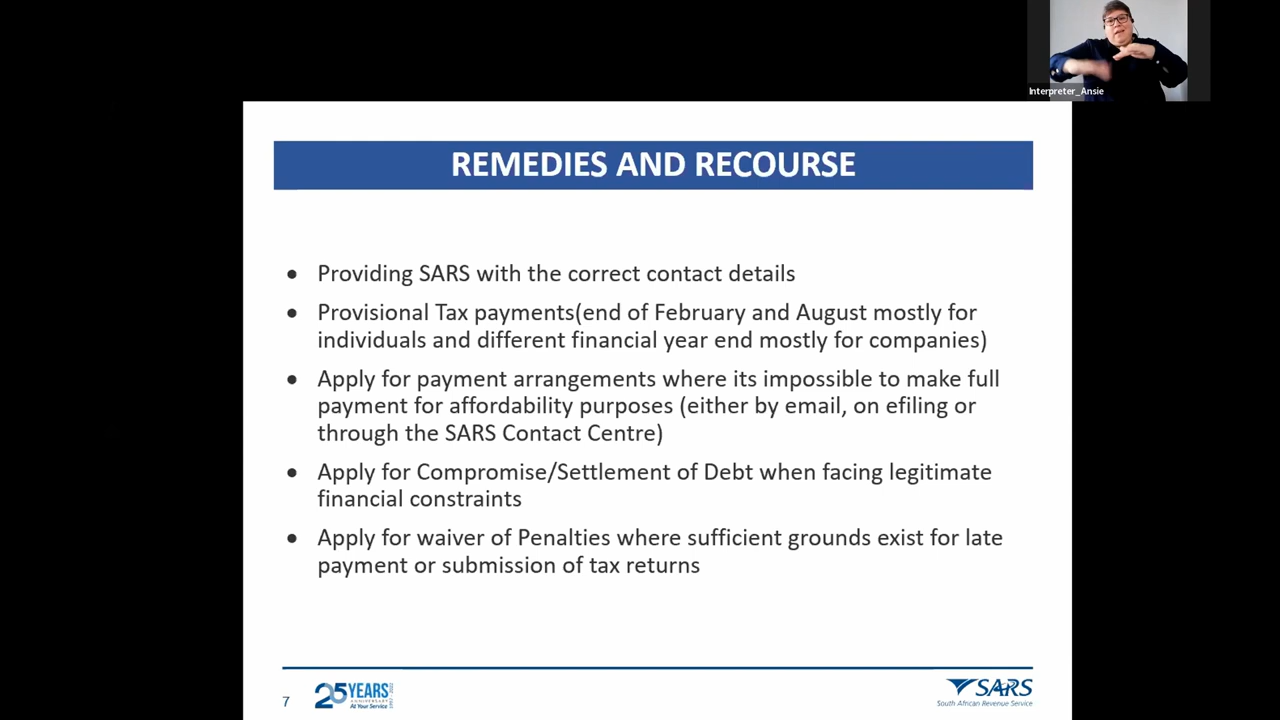 Interpreter_Ansie
REMEDIES AND RECOURSE
● Providing SARS with the correct contact details
● Provisional Tax payments(end of February and August mostly for
individuals and different financial year end mostly for companies)
● Apply for payment arrangements where its impossible to make full
payment for affordability purposes (either by email, on efiling or
through the SARS Contact Centre)
● Apply for Compromise/Settlement of Debt when facing legitimate
financial constraints
● Apply for waiver of Penalties where sufficient grounds exist for late
payment or submission of tax returns
7
25 YEARS
ANNIVERSARY
At Your Service
SARS
South African Revenue Service